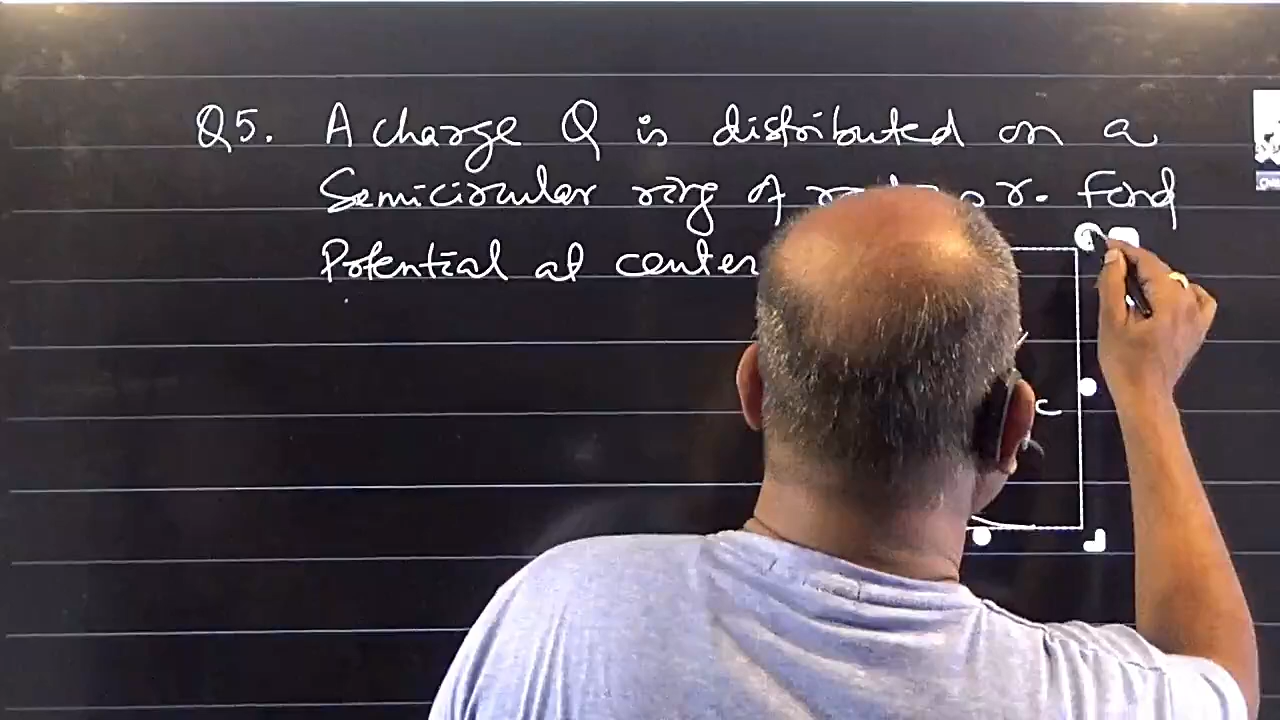 Q5. A charge Q is distributed on a
Semicircular ring of r. Find
Potential at center
C